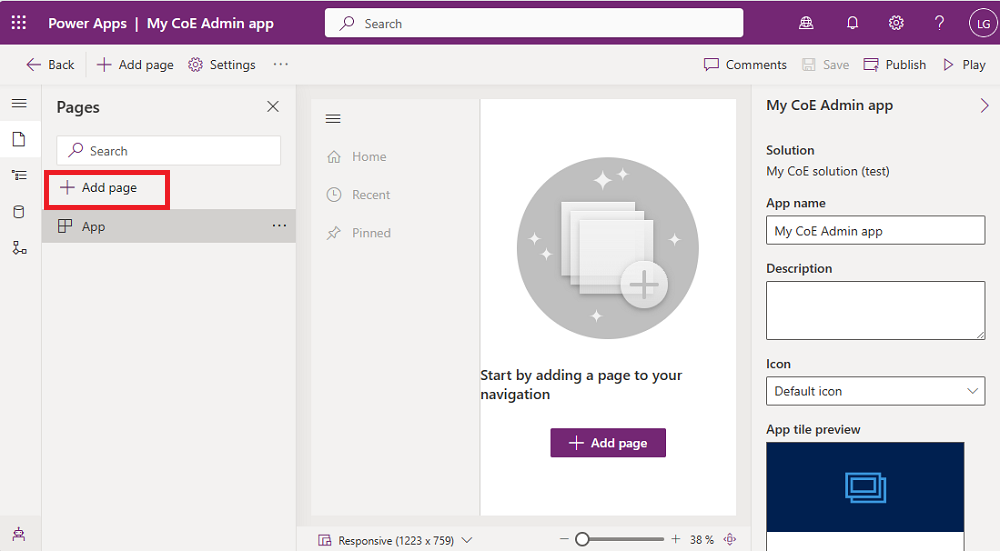 Power Apps | My CoE Admin app
Search
LG
Back
Add page
Settings
Comments
Save
Publish
Play
Pages
Search
Add page
App
Home
Recent
Pinned
Start by adding a page to your
navigation
Add page
Responsive (1223 x 759)
38 %
My CoE Admin app
Solution
My CoE solution (test)
App name
My CoE Admin app
Description
Icon
Default icon
App tile preview